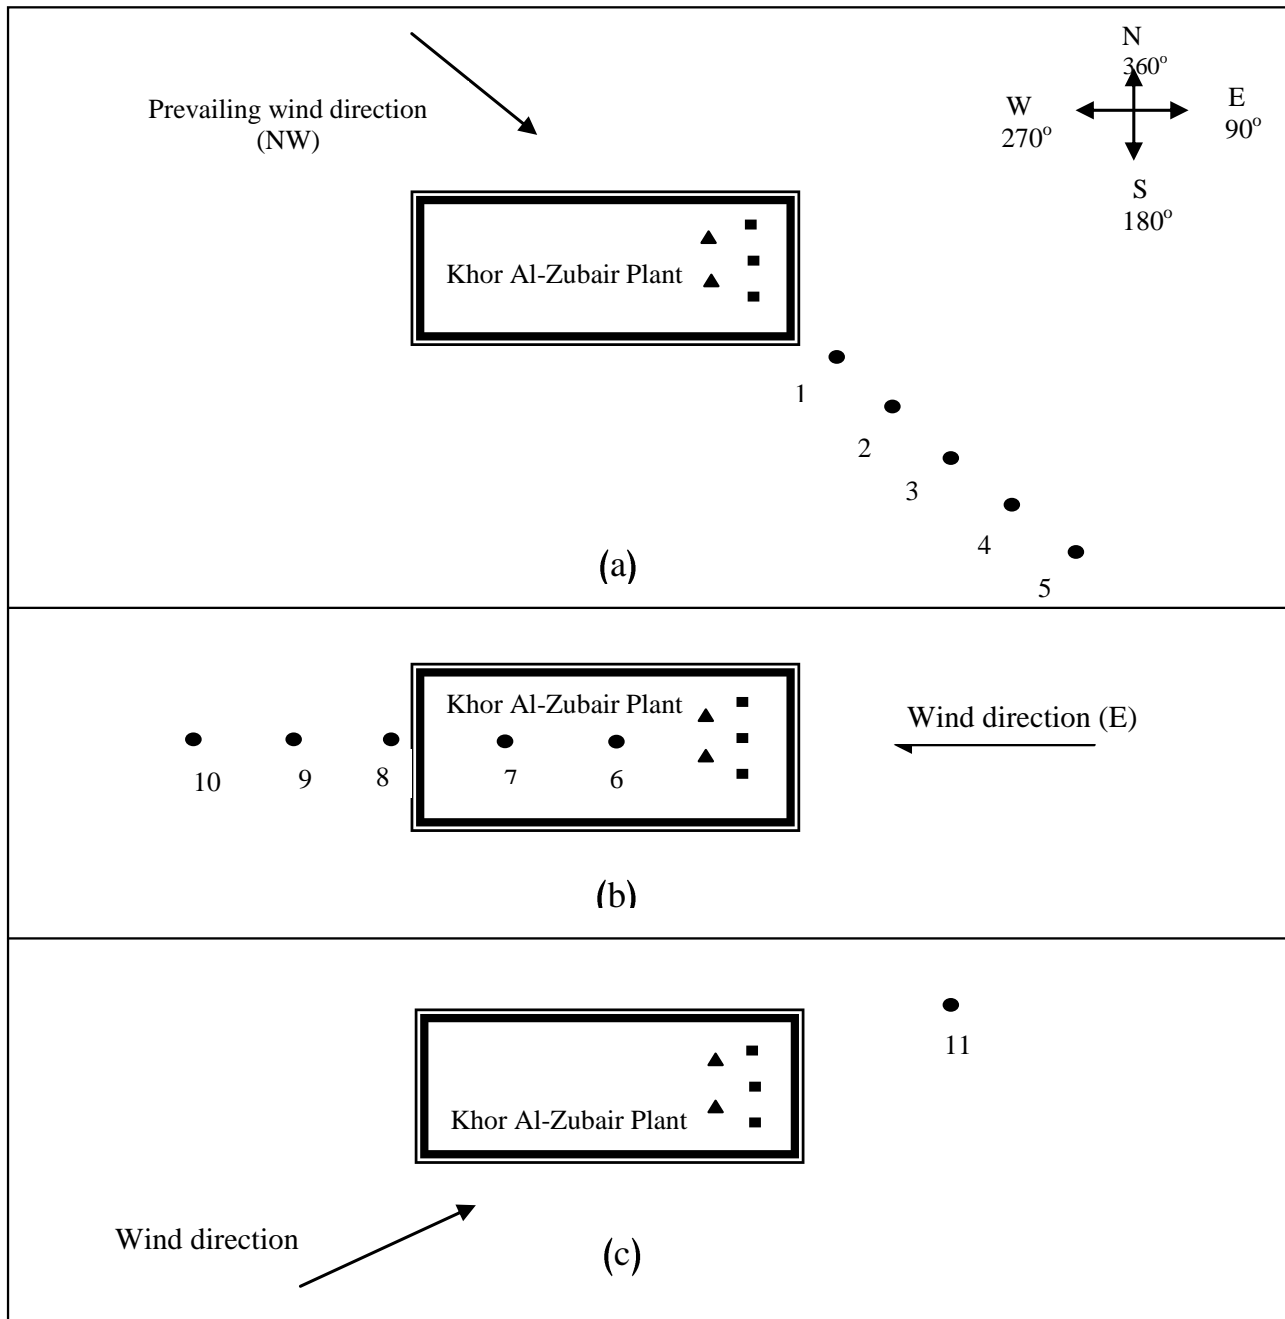 N
360°
Prevailing wind direction
(NW)
W
270°
E
90°
S
180°
Khor Al-Zubair Plant
1
2
3
4
5
(a)
Khor Al-Zubair Plant
Wind direction (E)
10
9
8
7
6
(b)
11
Khor Al-Zubair Plant
Wind direction
(c)